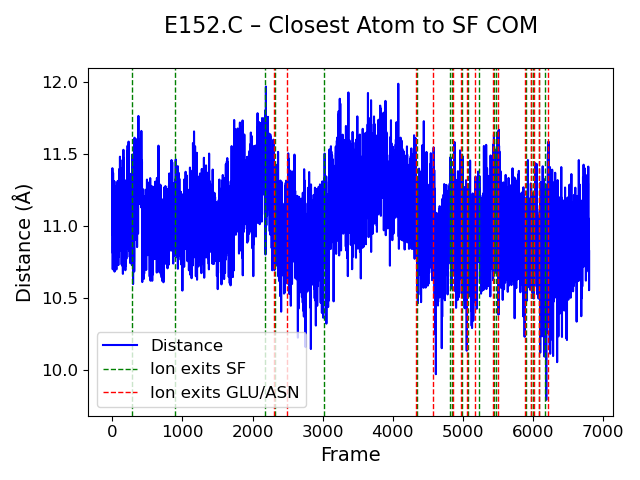 E152.C – Closest Atom to SF COM
Distance (Å)
12.0
11.5
11.0
10.5
10.0
Distance
Ion exits SF
Ion exits GLU/ASN
0 1000 2000 3000 4000 5000 6000 7000
Frame